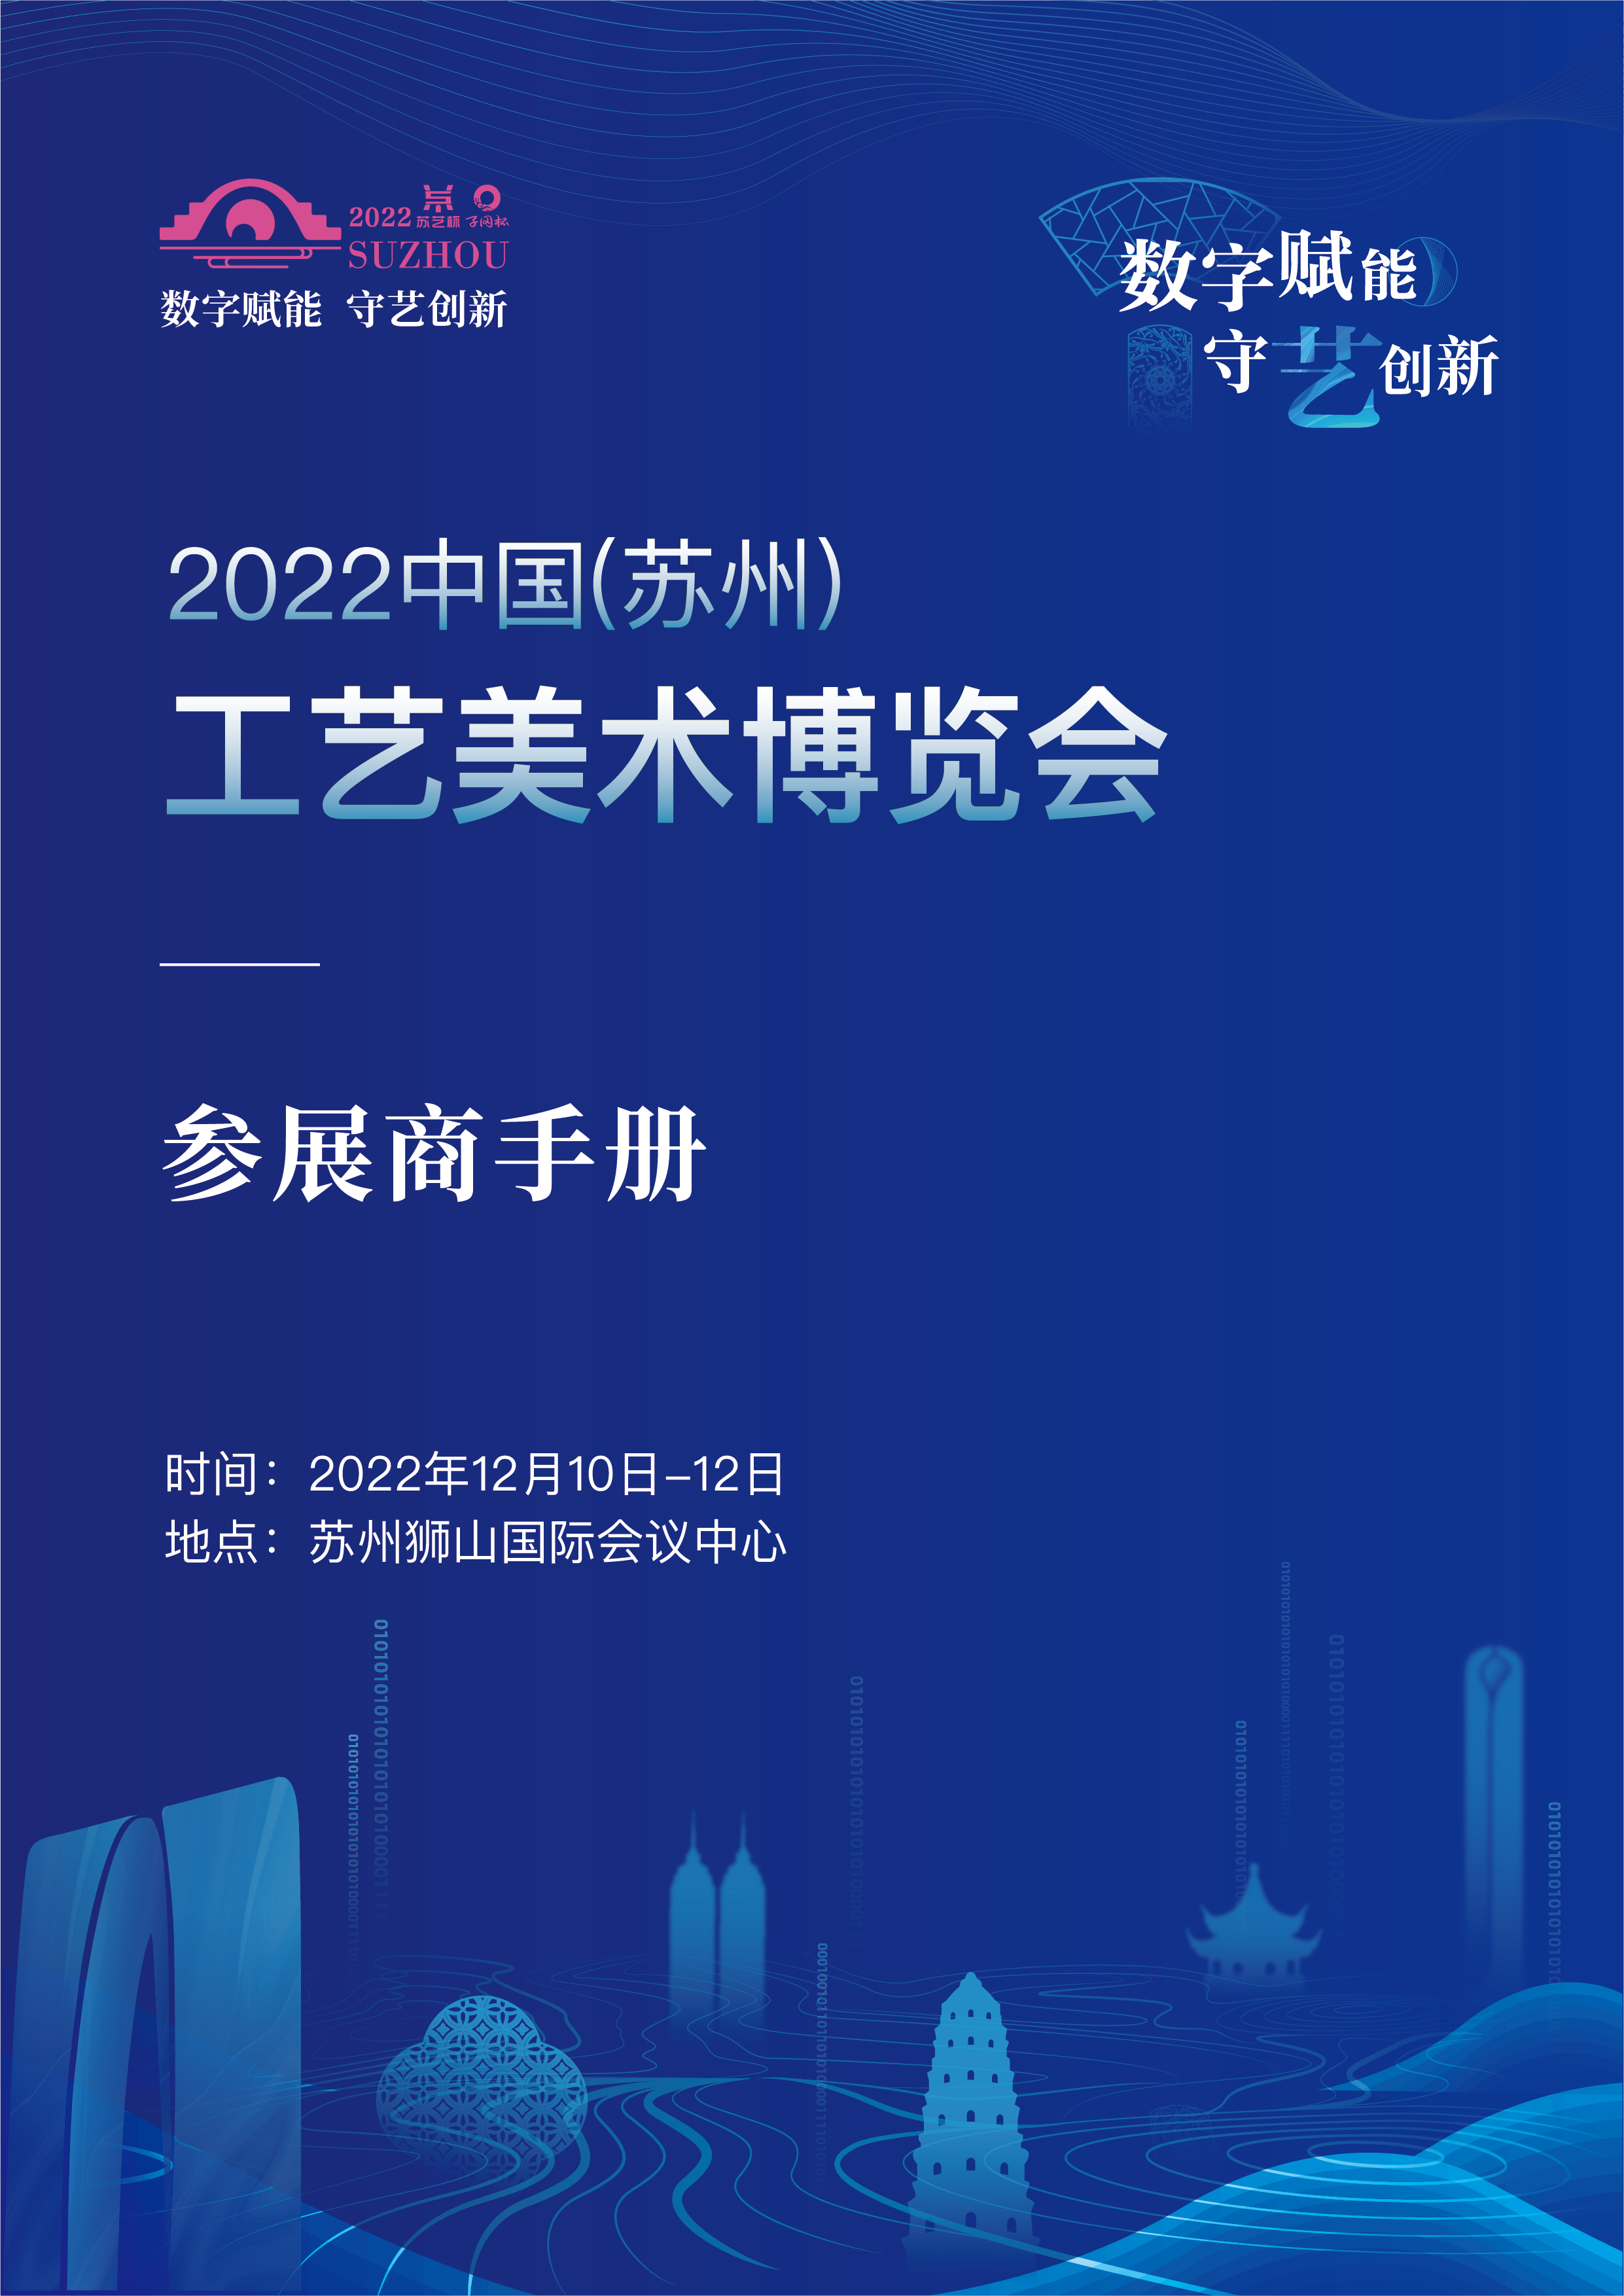 2022 苏艺杯 子冈杯
SUZHOU
数字赋能 守艺创新
数字赋能
守艺创新
2022中国(苏州)
工艺美术博览会
参展商手册
时间：2022年12月10日–12日
地点：苏州狮山国际会议中心